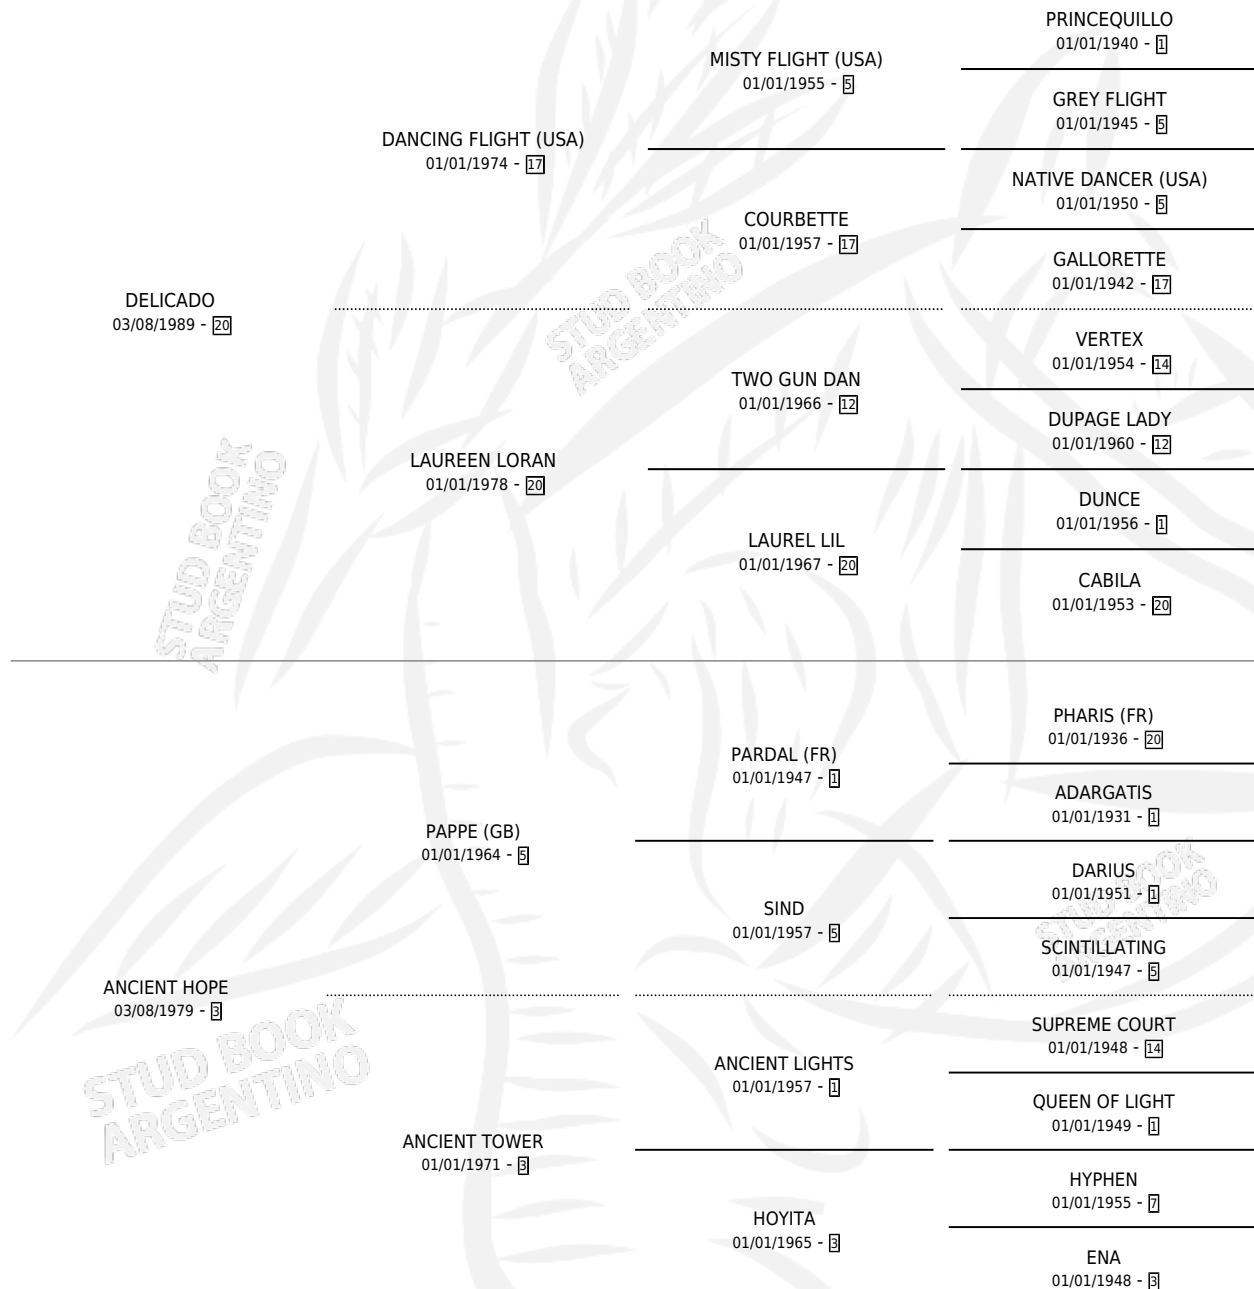 PRINCEQUILLO
01/01/1940 - 1
MISTY FLIGHT (USA)
01/01/1955 - 5
GREY FLIGHT
01/01/1945 - 5
DANCING FLIGHT (USA)
01/01/1974 - 17
NATIVE DANCER (USA)
01/01/1950 - 5
COURBETTE
01/01/1957 - 17
GALLORETTE
01/01/1942 - 17
DELICADO
03/08/1989 - 20
STUD BOOK
ARGENTINO
VERTEX
01/01/1954 - 14
TWO GUN DAN
01/01/1966 - 12
DUPAGE LADY
01/01/1960 - 12
LAUREEN LORAN
01/01/1978 - 20
DUNCE
01/01/1956 - 1
LAUREL LIL
01/01/1967 - 20
CABILA
01/01/1953 - 20
STUD BOOK
ARGENTINO
PHARIS (FR)
01/01/1936 - 20
PARDAL (FR)
01/01/1947 - 1
ADARGATIS
01/01/1931 - 1
PAPPE (GB)
01/01/1964 - 5
DARIUS
01/01/1951 - 1
SIND
01/01/1957 - 5
SCINTILLATING
01/01/1947 - 5
STUD BOOK
ARGENTINO
ANCIENT HOPE
03/08/1979 - 3
SUPREME COURT
01/01/1948 - 14
ANCIENT LIGHTS
01/01/1957 - 1
QUEEN OF LIGHT
01/01/1949 - 1
STUD BOOK
ARGENTINO
ANCIENT TOWER
01/01/1971 - 3
HYPHEN
01/01/1955 - 7
HOYITA
01/01/1965 - 3
ENA
01/01/1948 - 3